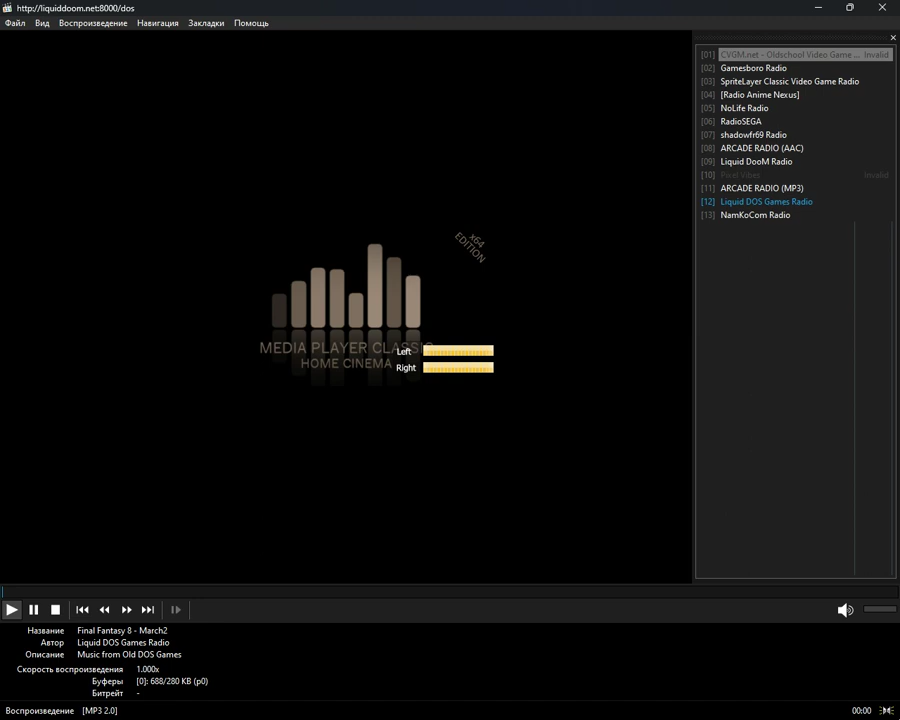 http://liquiddoom.net:8000/dos
Файл Вид Воспроизведение Навигация Закладки Помощь
[01] CVGM.net - Oldschool Video Game ... Invalid
[02] Gamesboro Radio
[03] SpriteLayer Classic Video Game Radio
[04] [Radio Anime Nexus]
[05] NoLife Radio
[06] RadioSEGA
[07] shadowfr69 Radio
[08] ARCADE RADIO (AAC)
[09] Liquid DooM Radio
[10] Pixel Vibes Invalid
[11] ARCADE RADIO (MP3)
[12] Liquid DOS Games Radio
[13] NamKoCom Radio
x64
EDITION
MEDIA PLAYER CLASSIC
HOME CINEMA
Left
Right
Название Final Fantasy 8 - March2
Автор Liquid DOS Games Radio
Описание Music from Old DOS Games
Скорость воспроизведения 1.000x
Буферы [0]: 688/280 KB (p0)
Битрейт -
Воспроизведение [MP3 2.0] 00:00